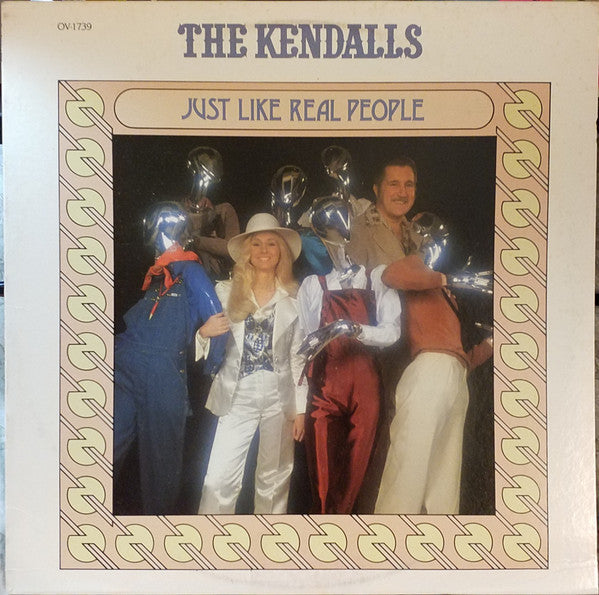 OV-1739
THE KENDALLS
JUST LIKE REAL PEOPLE